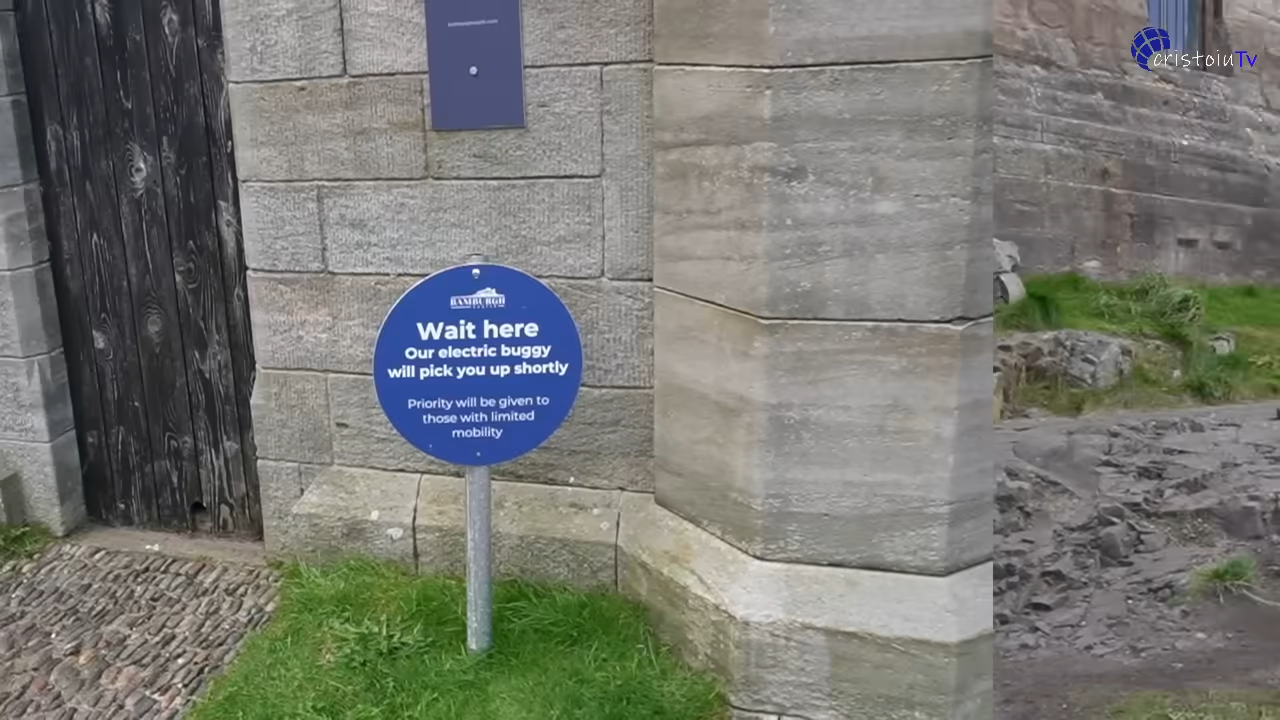 cristoiuTv
BAMBURGH
CASTLE
Wait here
Our electric buggy
will pick you up shortly
Priority will be given to
those with limited
mobility